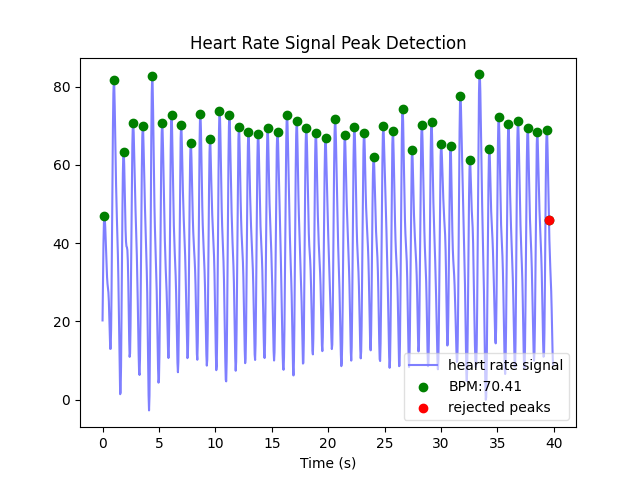 Heart Rate Signal Peak Detection
80
60
40
20
0
0 5 10 15 20 25 30 35 40
Time (s)
heart rate signal
BPM:70.41
rejected peaks